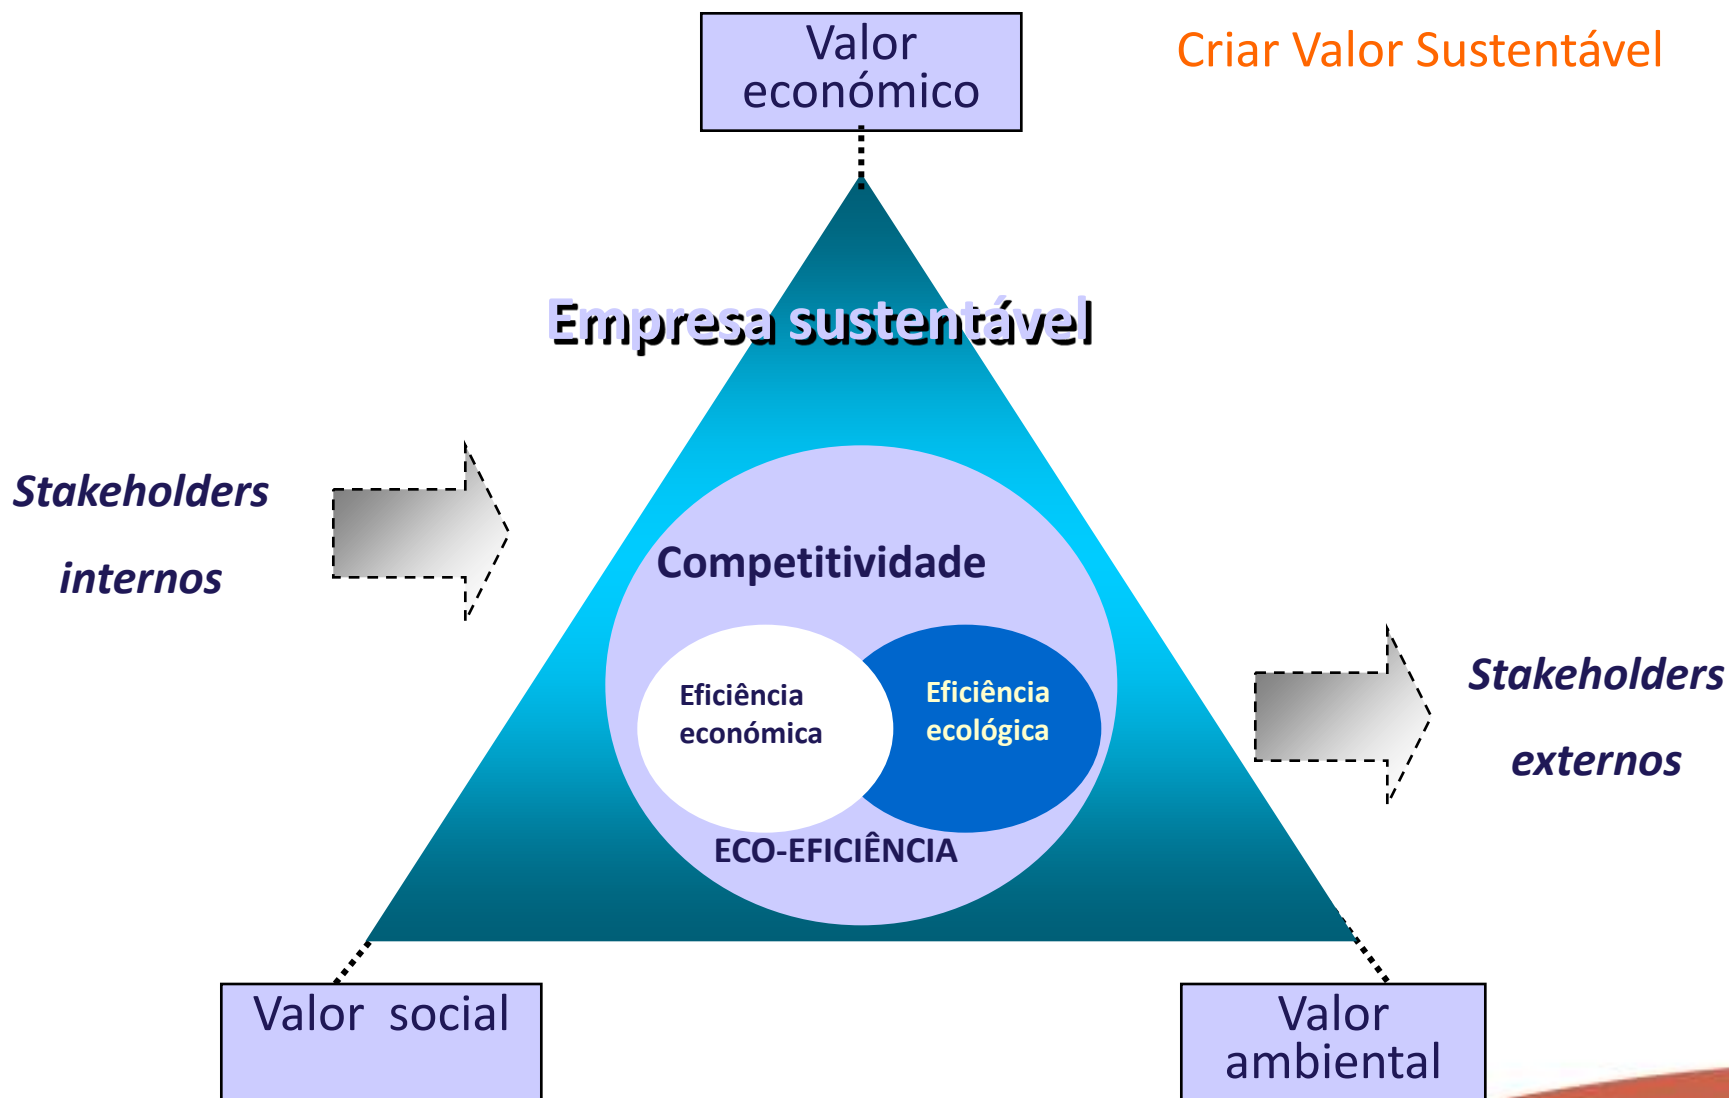 Criar Valor Sustentável
Valor
económico
Empresa sustentável
Stakeholders
internos
Competitividade
Eficiência
económica
Eficiência
ecológica
ECO-EFICIÊNCIA
Stakeholders
externos
Valor social
Valor
ambiental